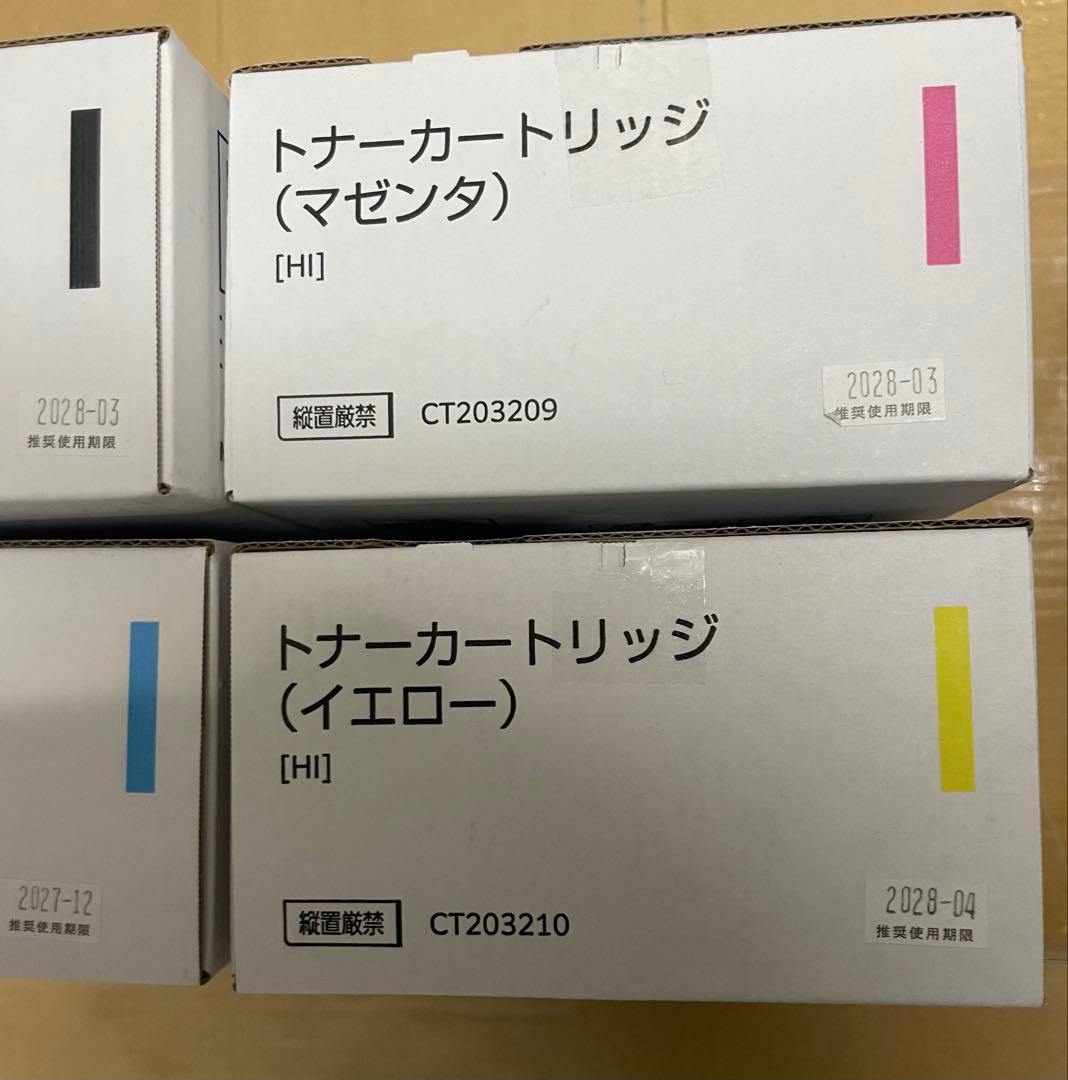 トナーカートリッジ
（マゼンタ）
[HI]
縦置厳禁 CT203209
2028-03
推奨使用期限
2028-03
推奨使用期限
トナーカートリッジ
（イエロー）
[HI]
縦置厳禁 CT203210
2028-04
推奨使用期限
2027-12
推奨使用期限